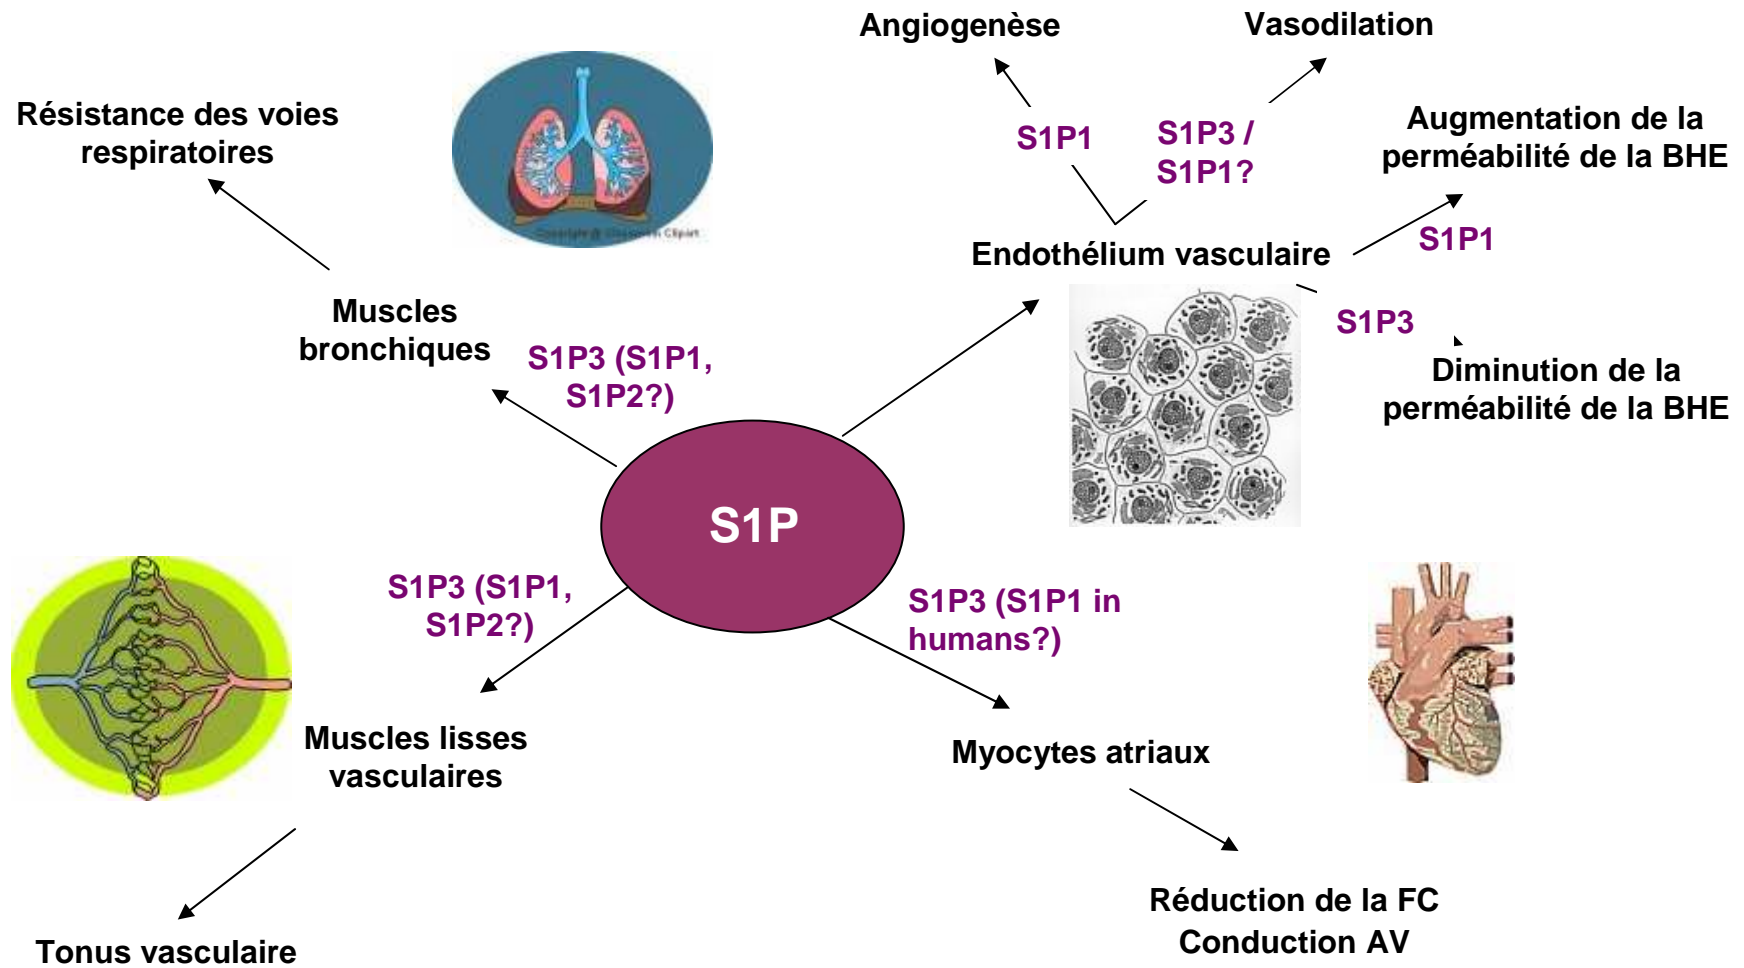 Angiogenèse
Vasodilation
Résistance des voies
respiratoires
S1P1
S1P3 /
S1P1?
Augmentation de la
perméabilité de la BHE
S1P1
Endothélium vasculaire
S1P3
Diminution de la
perméabilité de la BHE
Muscles
bronchiques
S1P3 (S1P1,
S1P2?)
S1P
S1P3 (S1P1,
S1P2?)
S1P3 (S1P1 in
humans?)
Muscles lisses
vasculaires
Myocytes atriaux
Tonus vasculaire
Réduction de la FC
Conduction AV